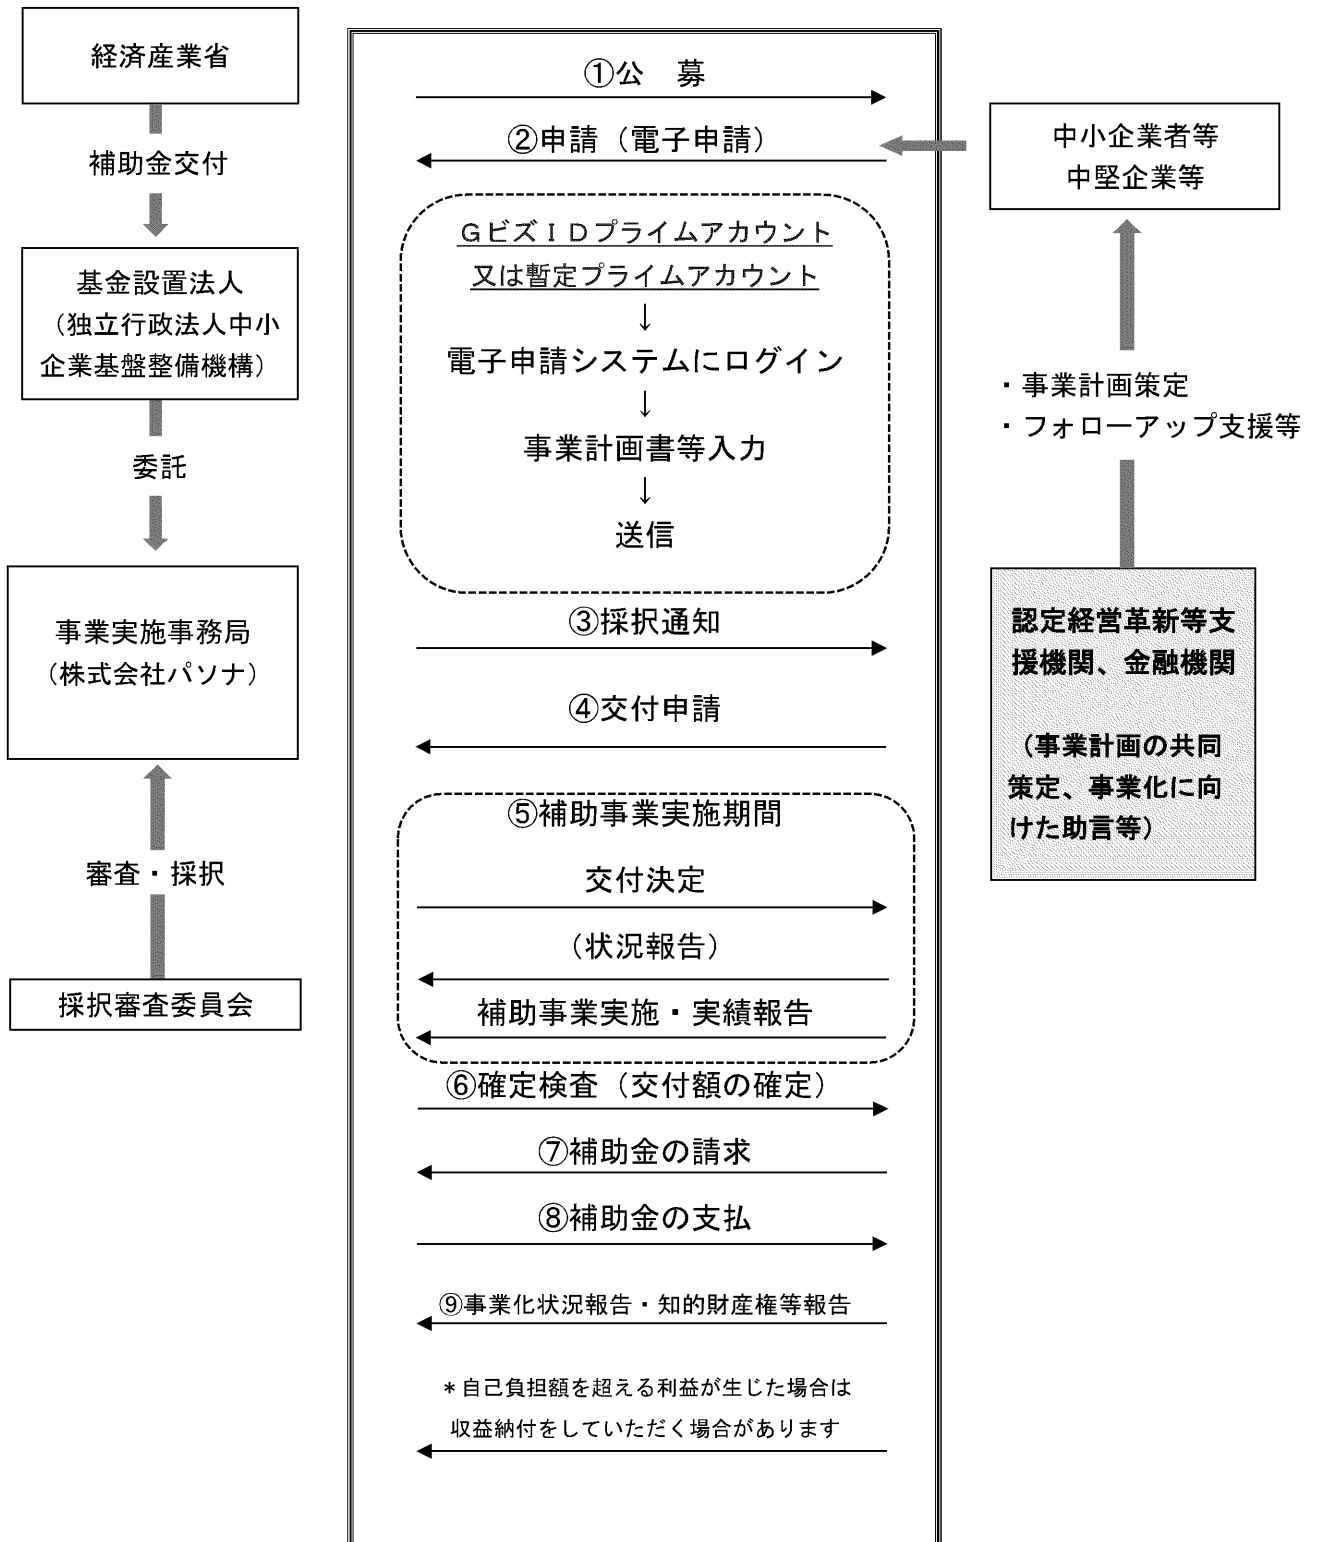 経済産業省
補助金交付
基金設置法人
（独立行政法人中小
企業基盤整備機構）
委託
事業実施事務局
（株式会社パソナ）
審査・採択
採択審査委員会
①公　募
②申請（電子申請）
ＧビズＩＤプライムアカウント
又は暫定プライムアカウント
↓
電子申請システムにログイン
↓
事業計画書等入力
↓
送信
③採択通知
④交付申請
⑤補助事業実施期間
交付決定
（状況報告）
補助事業実施・実績報告
⑥確定検査（交付額の確定）
⑦補助金の請求
⑧補助金の支払
⑨事業化状況報告・知的財産権等報告
＊自己負担額を超える利益が生じた場合は
収益納付をしていただく場合があります
中小企業者等
中堅企業等
・事業計画策定
・フォローアップ支援等
認定経営革新等支
援機関、金融機関
（事業計画の共同
策定、事業化に向
けた助言等）